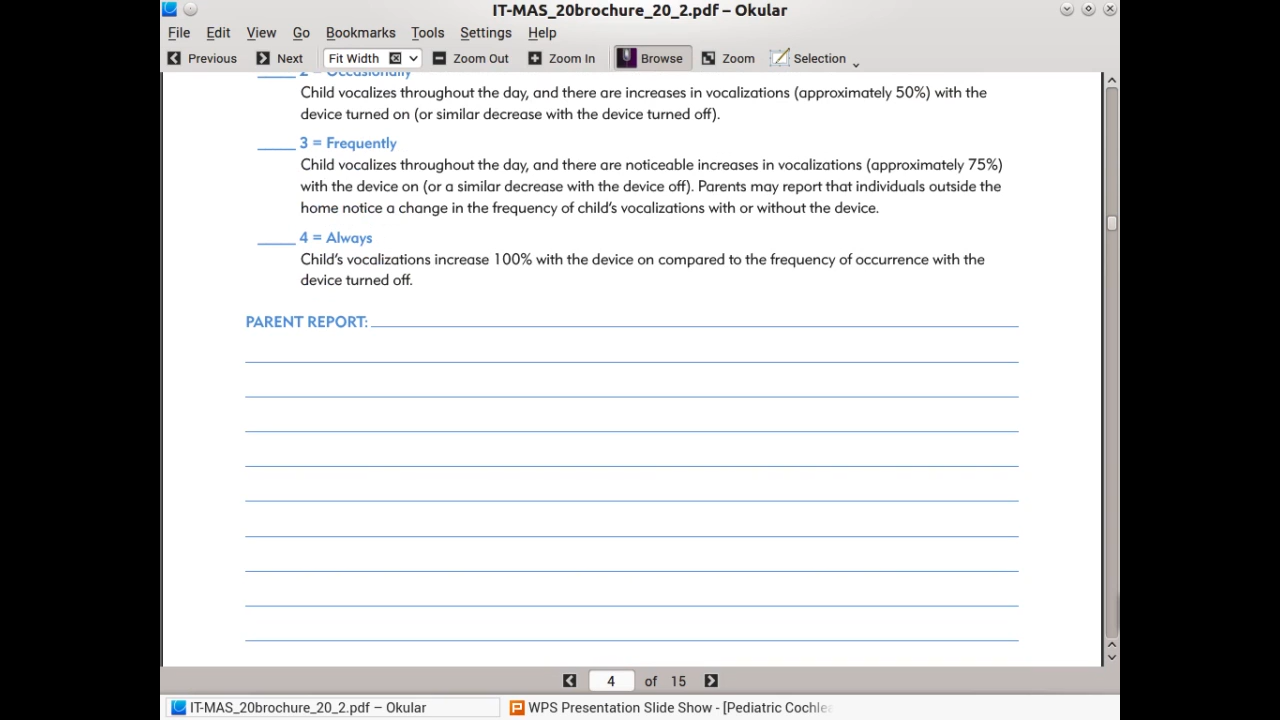 IT-MAS_20brochure_20_2.pdf – Okular
File Edit View Go Bookmarks Tools Settings Help
Previous Next Fit Width Zoom Out Zoom In Browse Zoom Selection
2 = Occasionally
Child vocalizes throughout the day, and there are increases in vocalizations (approximately 50%) with the
device turned on (or similar decrease with the device turned off).
3 = Frequently
Child vocalizes throughout the day, and there are noticeable increases in vocalizations (approximately 75%)
with the device on (or a similar decrease with the device off). Parents may report that individuals outside the
home notice a change in the frequency of child’s vocalizations with or without the device.
4 = Always
Child’s vocalizations increase 100% with the device on compared to the frequency of occurrence with the
device turned off.
PARENT REPORT:
4 of 15
IT-MAS_20brochure_20_2.pdf – Okular WPS Presentation Slide Show - [Pediatric Cochlea